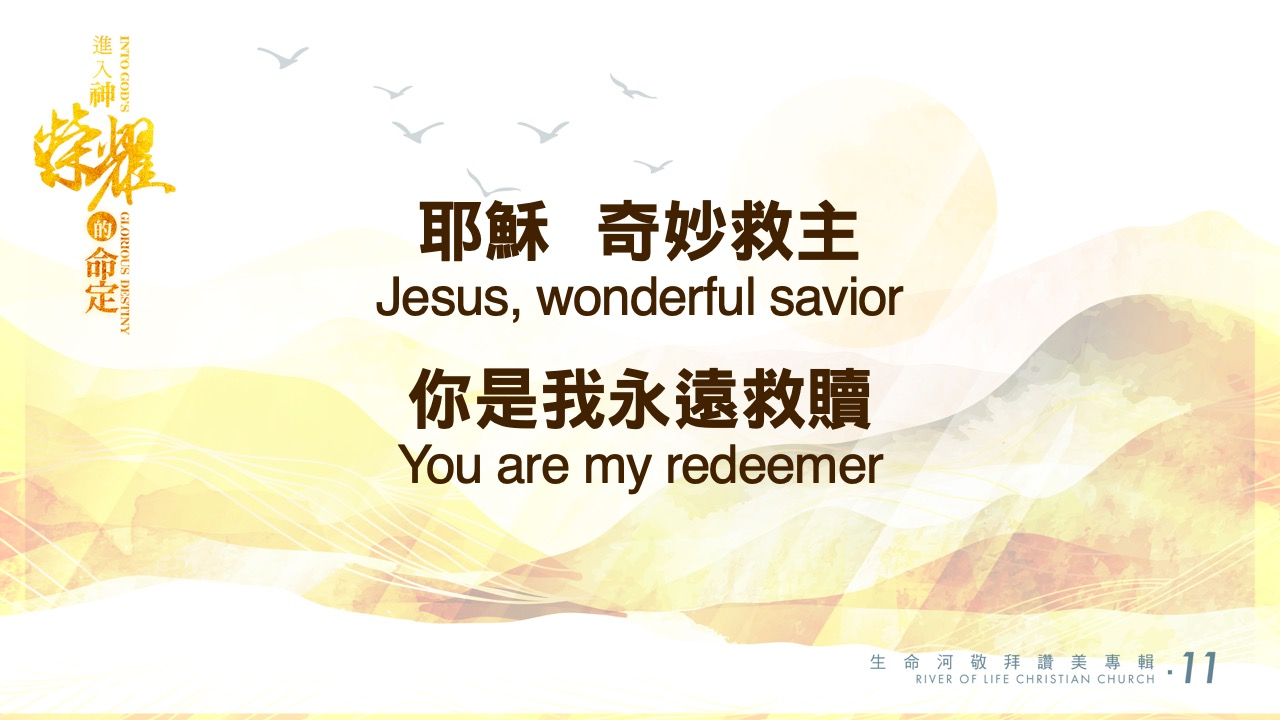 進入神
榮耀
的
命定
INTO GOD'S
GLORIOUS DESTINY
耶穌 奇妙救主
Jesus, wonderful savior
你是我永遠救贖
You are my redeemer
生命河敬拜讚美專輯
RIVER OF LIFE CHRISTIAN CHURCH
·11